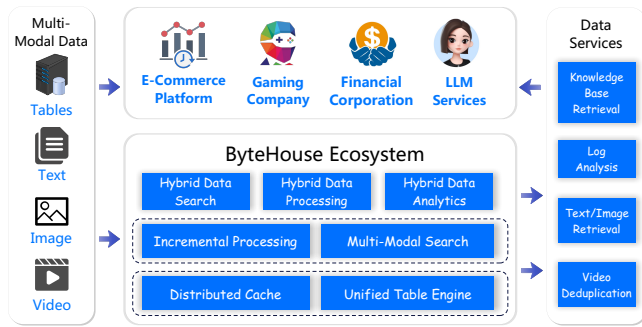 Multi-
Modal Data
Tables
Text
Image
Video
E-Commerce
Platform
Gaming
Company
Financial
Corporation
LLM
Services
ByteHouse Ecosystem
Hybrid Data
Search
Hybrid Data
Processing
Hybrid Data
Analytics
Incremental Processing
Multi-Modal Search
Distributed Cache
Unified Table Engine
Data
Services
Knowledge
Base
Retrieval
Log
Analysis
Text/Image
Retrieval
Video
Deduplication